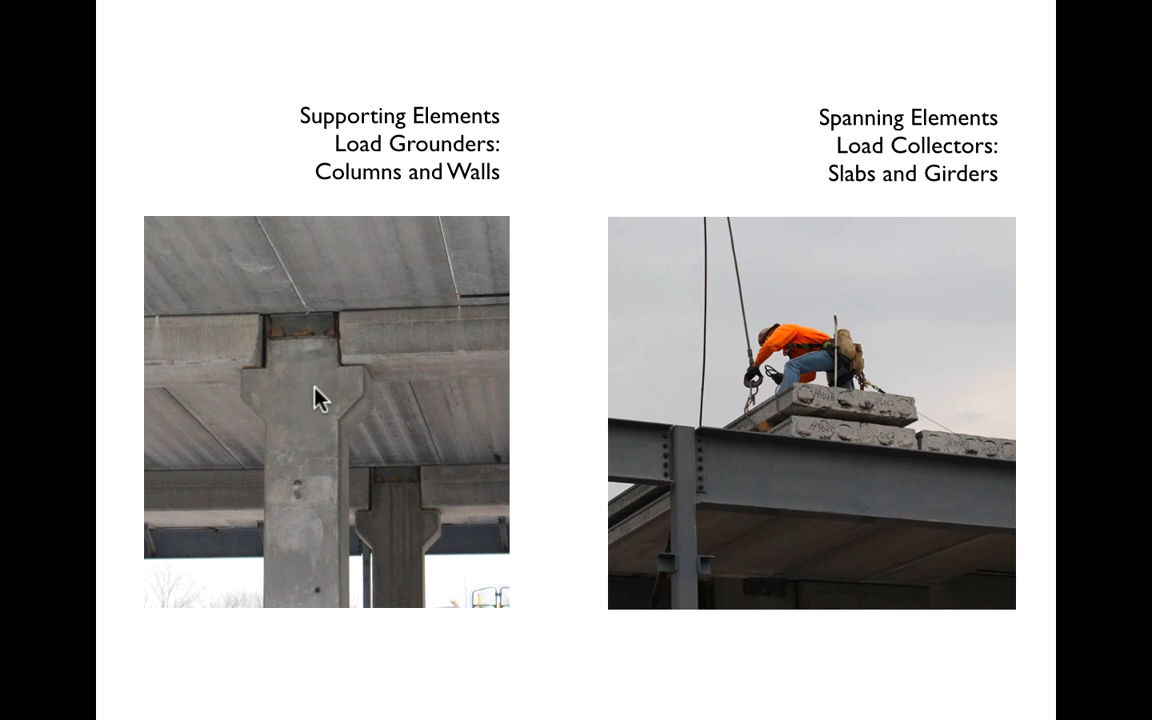 Supporting Elements
Load Grounders:
Columns and Walls
Spanning Elements
Load Collectors:
Slabs and Girders